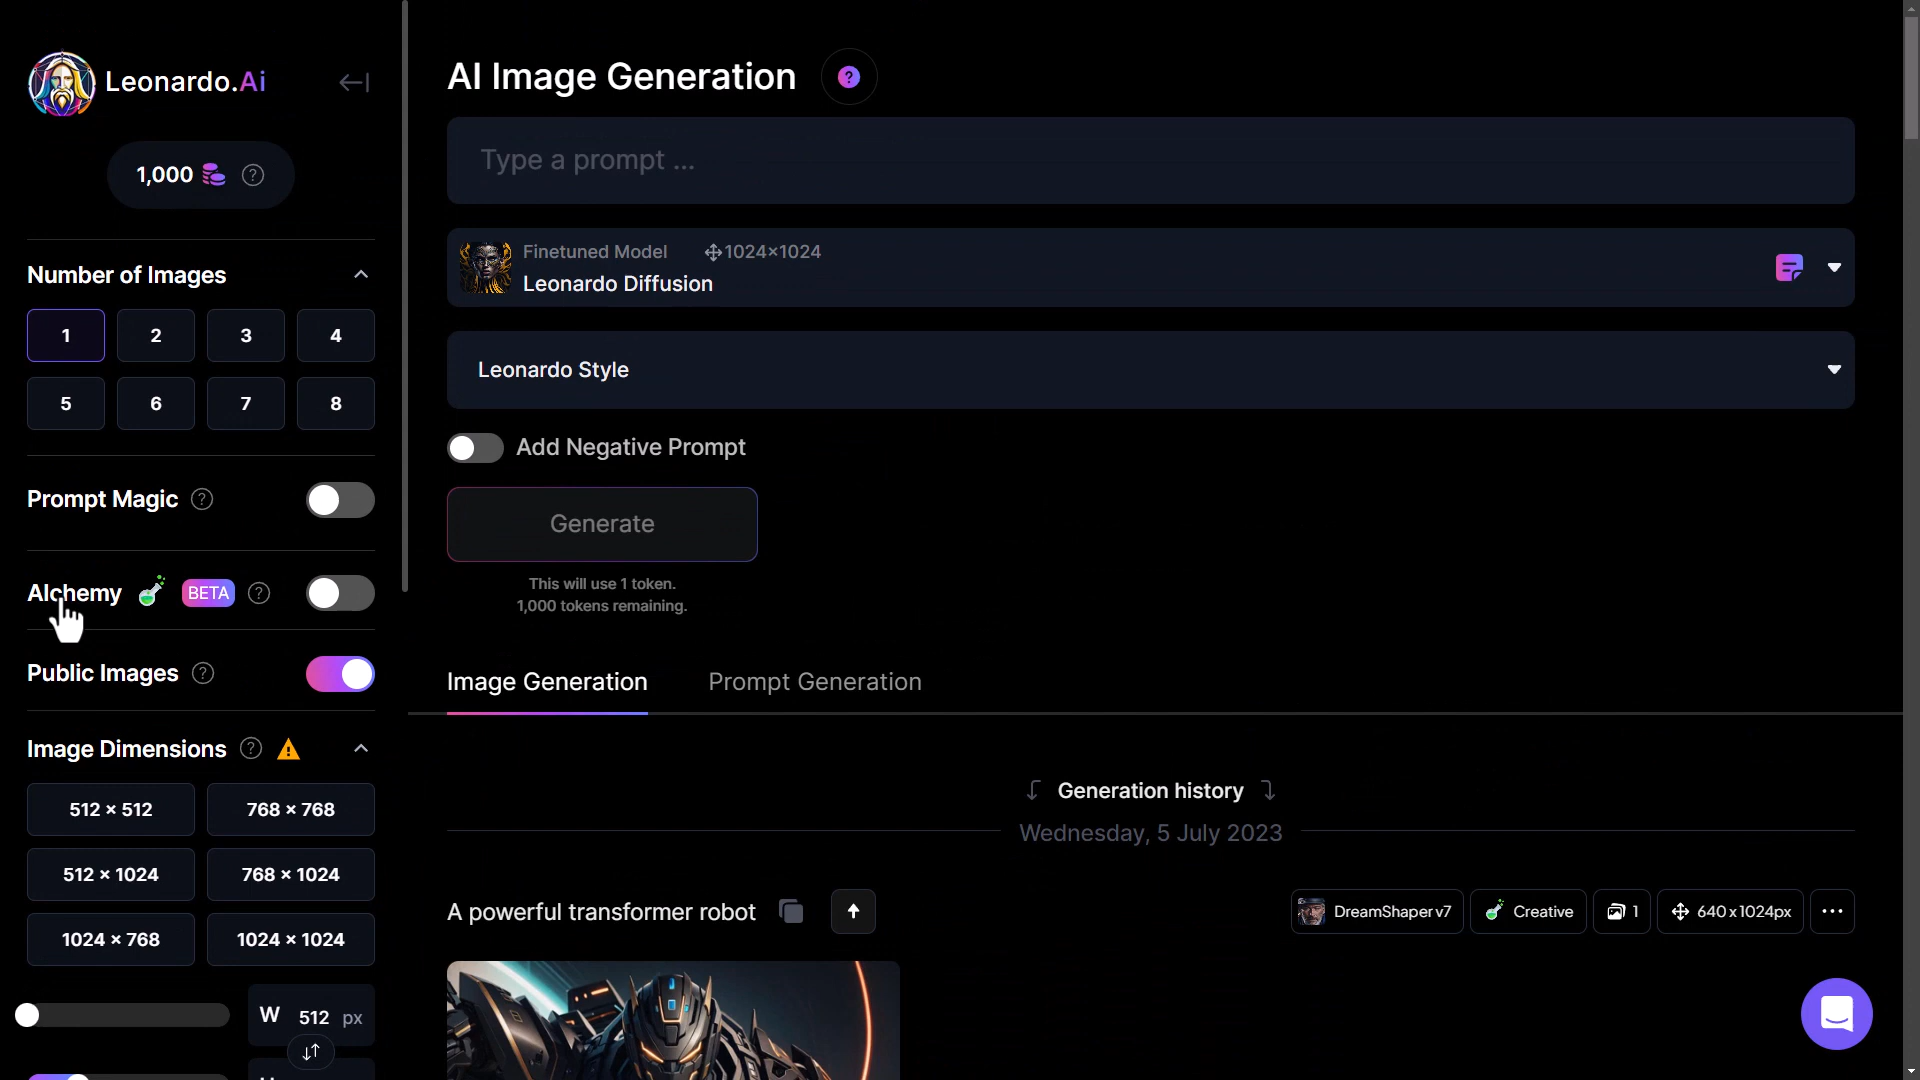 Leonardo.Ai
1,000
Number of Images
1 2 3 4
5 6 7 8
Prompt Magic
Alchemy BETA
Public Images
Image Dimensions
512 × 512 768 × 768
512 × 1024 768 × 1024
1024 × 768 1024 × 1024
W 512 px
AI Image Generation
Type a prompt ...
Finetuned Model 1024×1024
Leonardo Diffusion
Leonardo Style
Add Negative Prompt
Generate
This will use 1 token.
1,000 tokens remaining.
Image Generation Prompt Generation
Generation history
Wednesday, 5 July 2023
A powerful transformer robot
DreamShaper v7 Creative 1 640 x 1024px